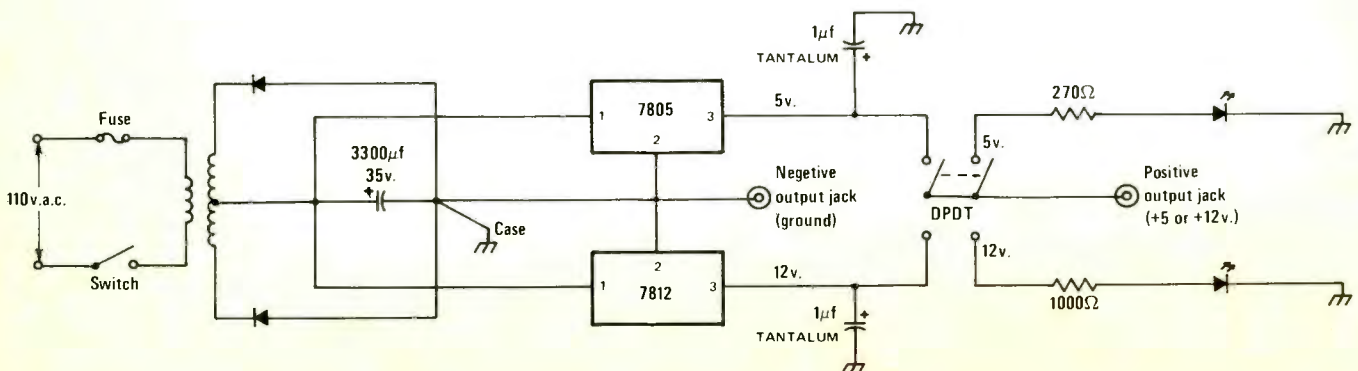 Fuse
110v.a.c.
Switch
3300µf
35v.
+
Case
7805
1
2
3
5v.
1µf
+
TANTALUM
Negetive
output jack
(ground)
7812
1
2
3
12v.
1µf
+
TANTALUM
DPDT
5v.
12v.
270Ω
1000Ω
Positive
output jack
(+5 or +12v.)